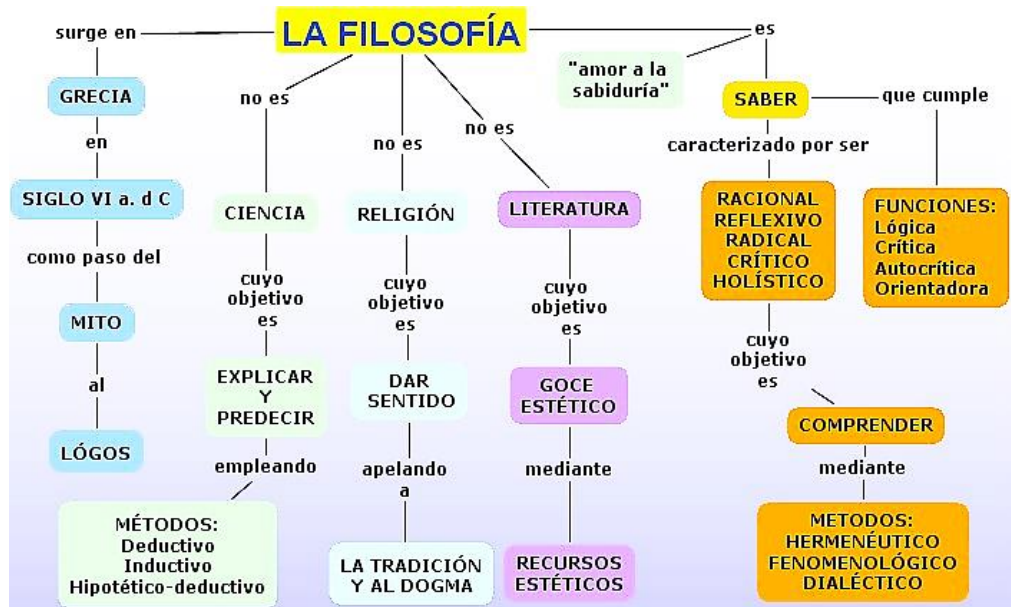 LA FILOSOFÍA
surge en
GRECIA
en
SIGLO VI a. d C
como paso del
MITO
al
LÓGOS
no es
CIENCIA
cuyo
objetivo
es
EXPLICAR
Y
PREDECIR
empleando
MÉTODOS:
Deductivo
Inductivo
Hipotético-deductivo
no es
RELIGIÓN
cuyo
objetivo
es
DAR
SENTIDO
apelando
a
LA TRADICIÓN
Y AL DOGMA
no es
LITERATURA
cuyo
objetivo
es
GOCE
ESTÉTICO
mediante
RECURSOS
ESTÉTICOS
es
"amor a la
sabiduría"
SABER
caracterizado por ser
RACIONAL
REFLEXIVO
RADICAL
CRÍTICO
HOLÍSTICO
cuyo
objetivo
es
COMPRENDER
mediante
METODOS:
HERMENÉUTICO
FENOMENOLÓGICO
DIALÉCTICO
que cumple
FUNCIONES:
Lógica
Crítica
Autocrítica
Orientadora